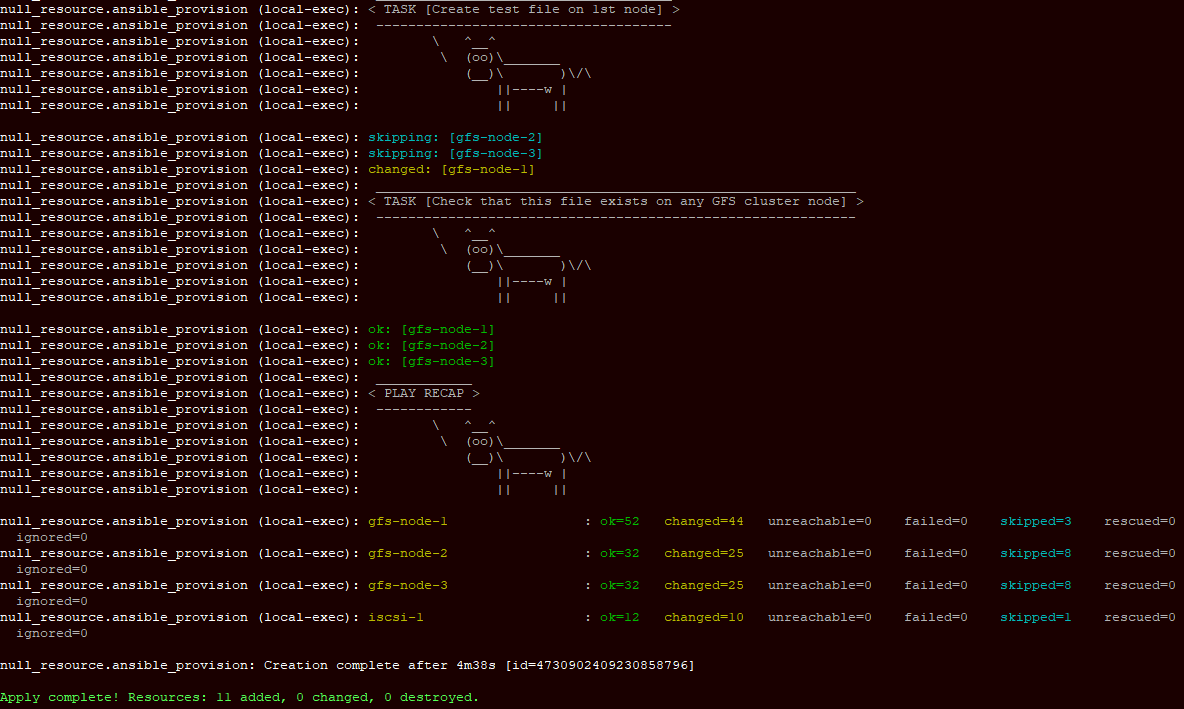 null_resource.ansible_provision (local-exec): < TASK [Create test file on 1st node] >
null_resource.ansible_provision (local-exec):  -------------------------------------
null_resource.ansible_provision (local-exec):         \   ^__^
null_resource.ansible_provision (local-exec):          \  (oo)\_______
null_resource.ansible_provision (local-exec):             (__)\       )\/\
null_resource.ansible_provision (local-exec):                 ||----w |
null_resource.ansible_provision (local-exec):                 ||     ||
null_resource.ansible_provision (local-exec): skipping: [gfs-node-2]
null_resource.ansible_provision (local-exec): skipping: [gfs-node-3]
null_resource.ansible_provision (local-exec): changed: [gfs-node-1]
null_resource.ansible_provision (local-exec):  ____________________________________________________________
null_resource.ansible_provision (local-exec): < TASK [Check that this file exists on any GFS cluster node] >
null_resource.ansible_provision (local-exec):  ------------------------------------------------------------
null_resource.ansible_provision (local-exec):         \   ^__^
null_resource.ansible_provision (local-exec):          \  (oo)\_______
null_resource.ansible_provision (local-exec):             (__)\       )\/\
null_resource.ansible_provision (local-exec):                 ||----w |
null_resource.ansible_provision (local-exec):                 ||     ||
null_resource.ansible_provision (local-exec): ok: [gfs-node-1]
null_resource.ansible_provision (local-exec): ok: [gfs-node-2]
null_resource.ansible_provision (local-exec): ok: [gfs-node-3]
null_resource.ansible_provision (local-exec):  ____________
null_resource.ansible_provision (local-exec): < PLAY RECAP >
null_resource.ansible_provision (local-exec):  ------------
null_resource.ansible_provision (local-exec):         \   ^__^
null_resource.ansible_provision (local-exec):          \  (oo)\_______
null_resource.ansible_provision (local-exec):             (__)\       )\/\
null_resource.ansible_provision (local-exec):                 ||----w |
null_resource.ansible_provision (local-exec):                 ||     ||
null_resource.ansible_provision (local-exec): gfs-node-1                 : ok=52   changed=44   unreachable=0    failed=0    skipped=3    rescued=0
  ignored=0
null_resource.ansible_provision (local-exec): gfs-node-2                 : ok=32   changed=25   unreachable=0    failed=0    skipped=8    rescued=0
  ignored=0
null_resource.ansible_provision (local-exec): gfs-node-3                 : ok=32   changed=25   unreachable=0    failed=0    skipped=8    rescued=0
  ignored=0
null_resource.ansible_provision (local-exec): iscsi-1                    : ok=12   changed=10   unreachable=0    failed=0    skipped=1    rescued=0
  ignored=0
null_resource.ansible_provision: Creation complete after 4m38s [id=4730902409230858796]
Apply complete! Resources: 11 added, 0 changed, 0 destroyed.